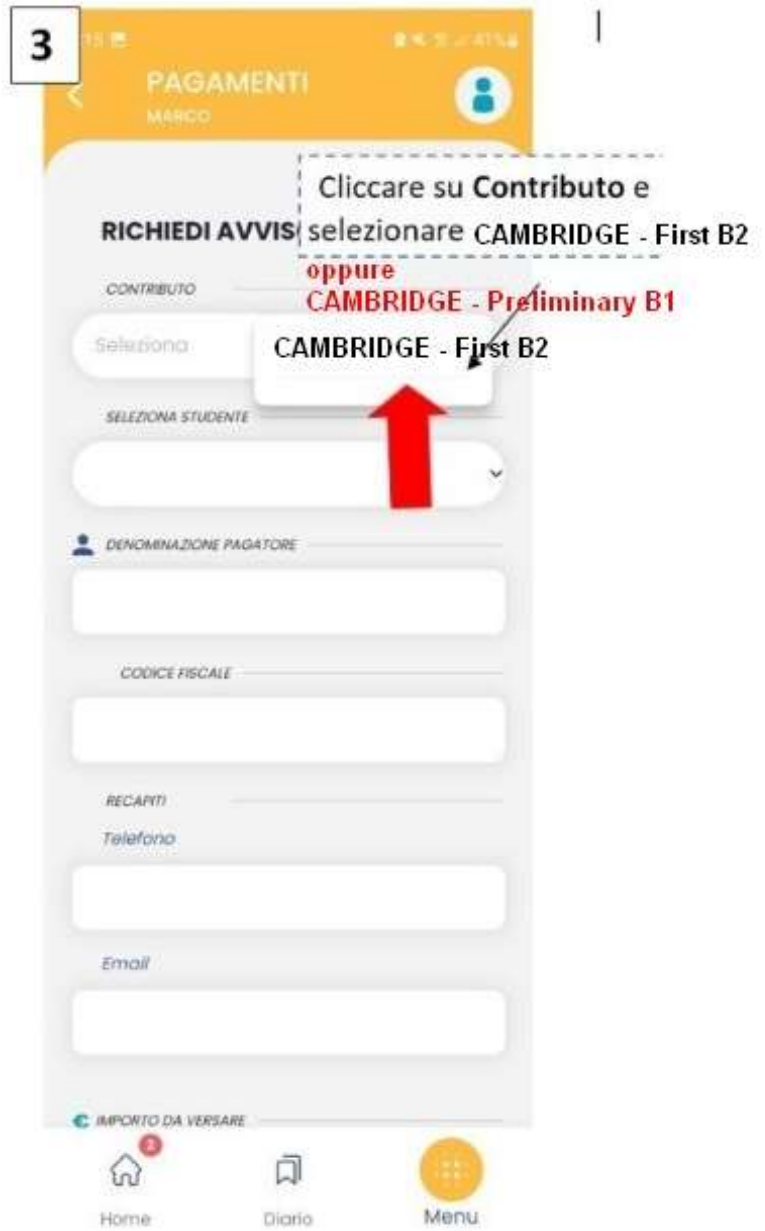 3
PAGAMENTI
MARCO
Cliccare su Contributo e
selezionare CAMBRIDGE - First B2
RICHIEDI AVVIS
oppure
CAMBRIDGE - Preliminary B1
CONTRIBUTO
Seleziona
CAMBRIDGE - First B2
SELEZIONA STUDENTE
DENOMINAZIONE PAGATORE
CODICE FISCALE
RECAPITI
Telefono
Email
IMPORTO DA VERSARE
Home
Diario
Menu